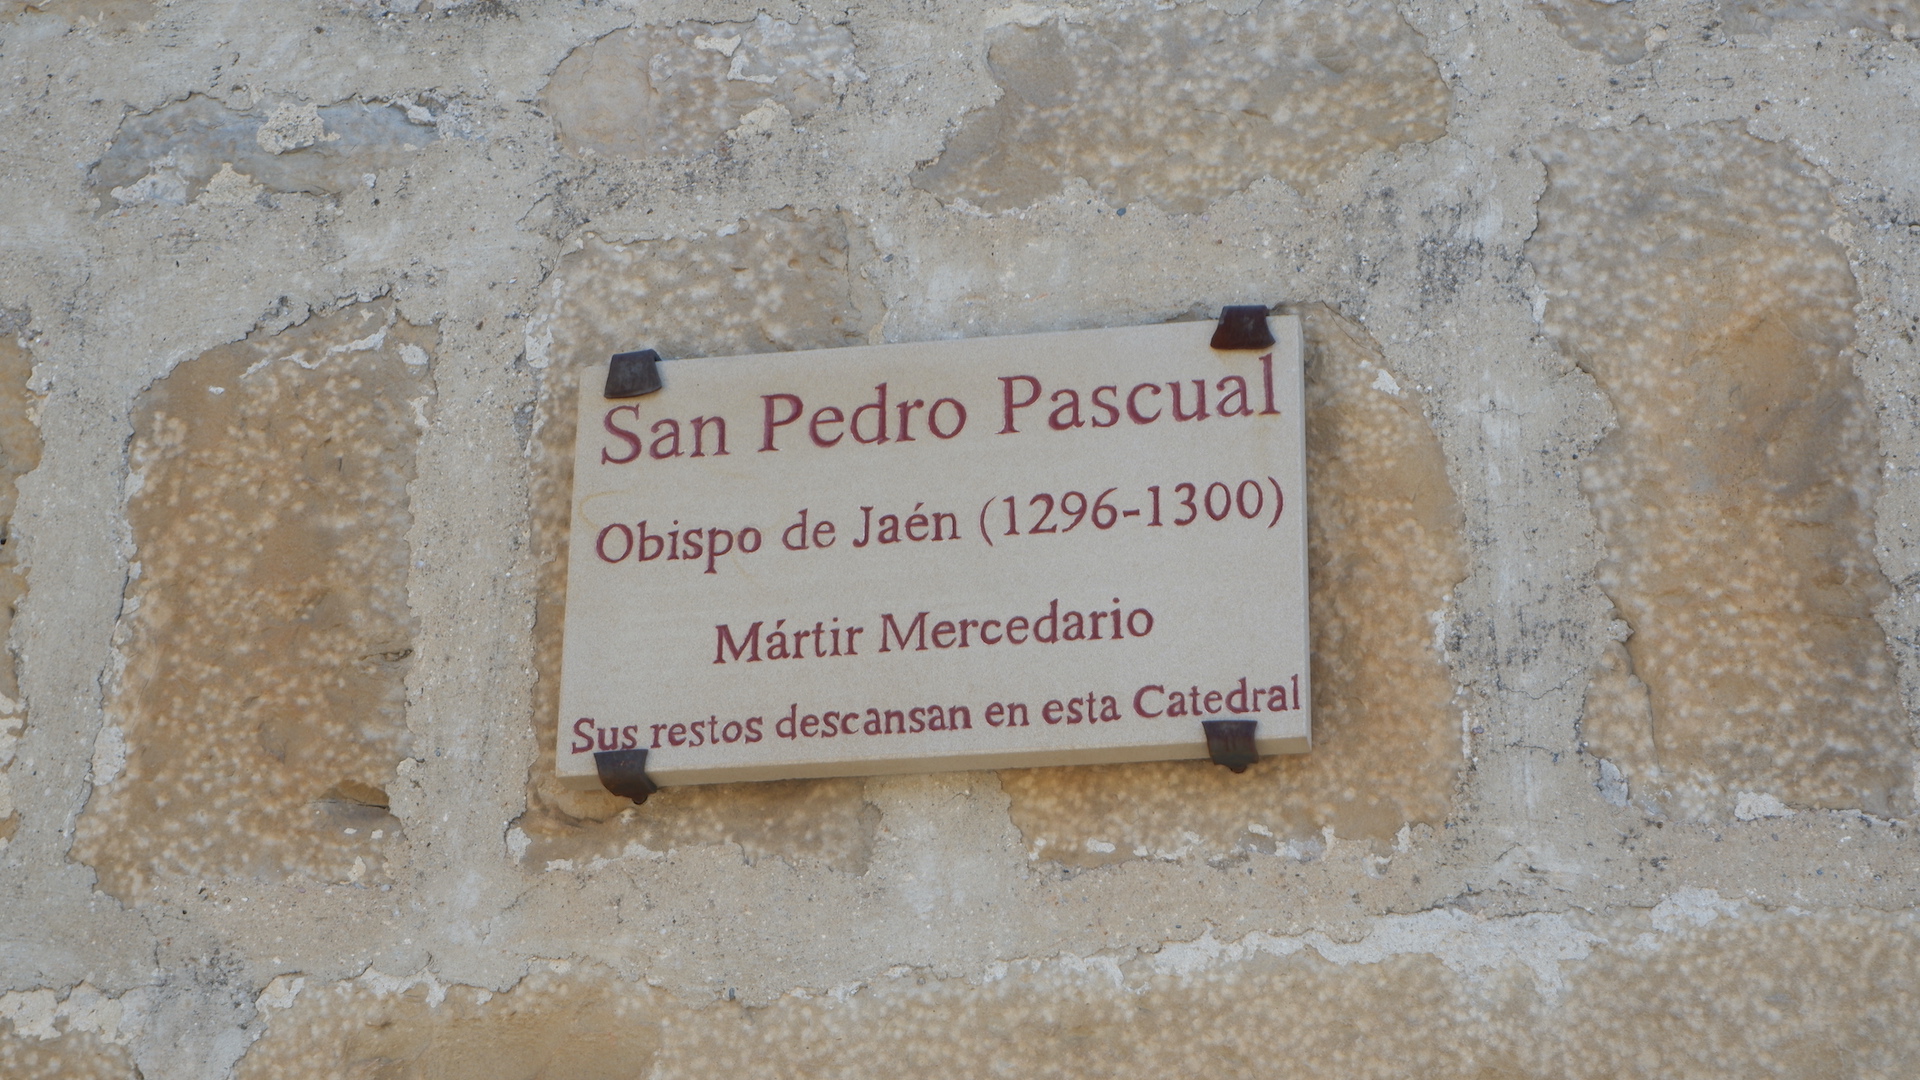 San Pedro Pascual
Obispo de Jaén (1296-1300)
Mártir Mercedario
Sus restos descansan en esta Catedral